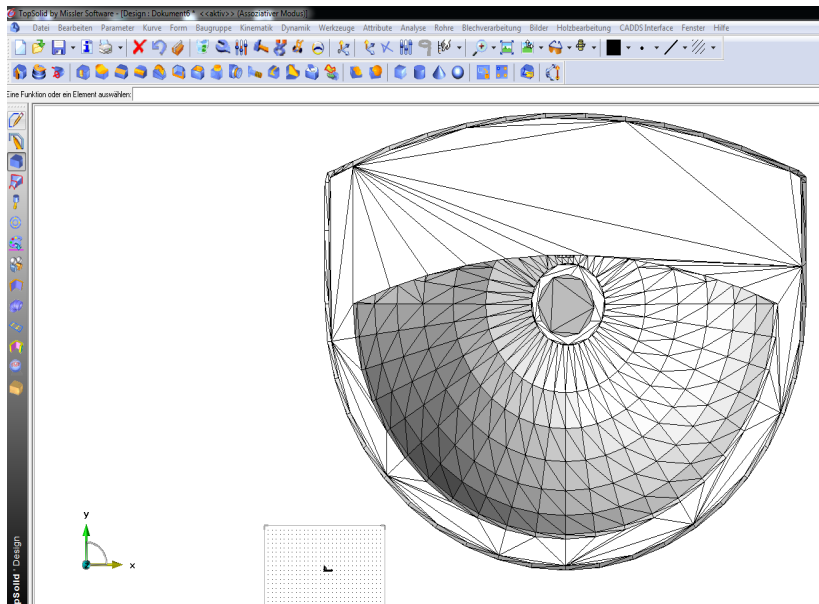 TopSolid by Missler Software - [Design : Dokument6 * <<aktiv>> (Assoziativer Modus)]
Datei Bearbeiten Parameter Kurve Form Baugruppe Kinematik Dynamik Werkzeuge Attribute Analyse Rohre Blechverarbeitung Bilder Holzbearbeitung CADDS Interface Fenster Hilfe
Eine Funktion oder ein Element auswählen:
y
x
TopSolid'Design